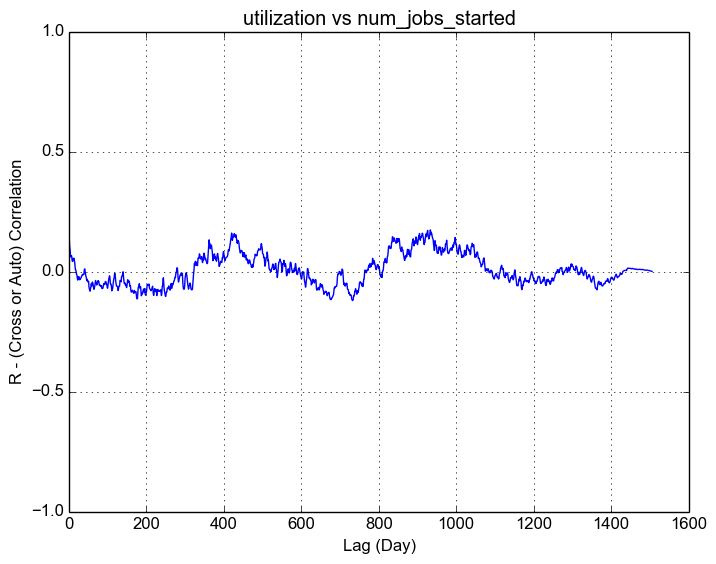 utilization vs num_jobs_started
1.0
0.5
0.0
−0.5
−1.0
R - (Cross or Auto) Correlation
0 200 400 600 800 1000 1200 1400 1600
Lag (Day)